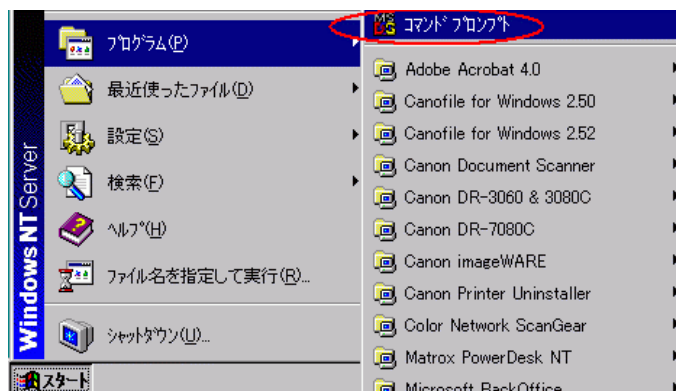 Windows NT Server
プログラム(P)
最近使ったファイル(D)
設定(S)
検索(F)
ヘルプ(H)
ファイル名を指定して実行(R)...
シャットダウン(U)...
スタート
MS
DS
コマンド プロンプト
Adobe Acrobat 4.0
Canofile for Windows 2.50
Canofile for Windows 2.52
Canon Document Scanner
Canon DR-3060 & 3080C
Canon DR-7080C
Canon imageWARE
Canon Printer Uninstaller
Color Network ScanGear
Matrox PowerDesk NT
Microsoft BackOffice